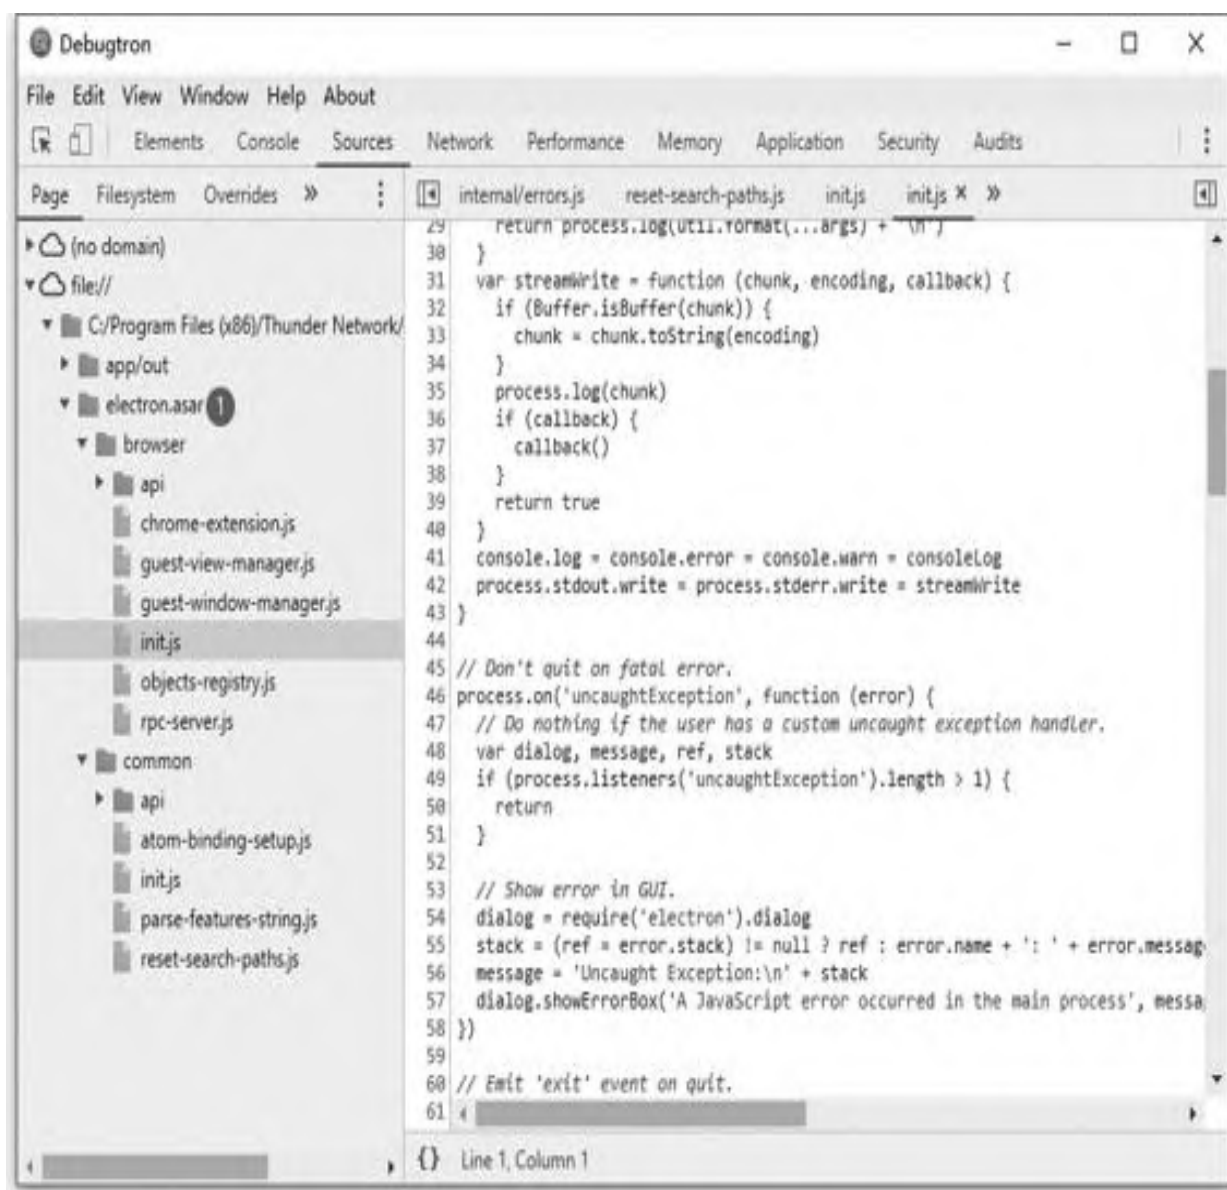 Debugtron
File Edit View Window Help About
Elements Console Sources Network Performance Memory Application Security Audits
Page Filesystem Overrides »
internal/errors.js reset-search-paths.js init.js init.js × »
(no domain)
file://
C:/Program Files (x86)/Thunder Network/
app/out
electron.asar 1
browser
api
chrome-extension.js
guest-view-manager.js
guest-window-manager.js
init.js
objects-registry.js
rpc-server.js
common
api
atom-binding-setup.js
init.js
parse-features-string.js
reset-search-paths.js
29 return process.log(util.format(...args) + '\n')
30 }
31 var streamWrite = function (chunk, encoding, callback) {
32 if (Buffer.isBuffer(chunk)) {
33 chunk = chunk.toString(encoding)
34 }
35 process.log(chunk)
36 if (callback) {
37 callback()
38 }
39 return true
40 }
41 console.log = console.error = console.warn = consoleLog
42 process.stdout.write = process.stderr.write = streamWrite
43 }
44
45 // Don't quit on fatal error.
46 process.on('uncaughtException', function (error) {
47 // Do nothing if the user has a custom uncaught exception handler.
48 var dialog, message, ref, stack
49 if (process.listeners('uncaughtException').length > 1) {
50 return
51 }
52
53 // Show error in GUI.
54 dialog = require('electron').dialog
55 stack = (ref = error.stack) != null ? ref : error.name + ': ' + error.messag
56 message = 'Uncaught Exception:\n' + stack
57 dialog.showErrorBox('A JavaScript error occurred in the main process', messa
58 })
59
60 // Emit 'exit' event on quit.
61
{} Line 1, Column 1